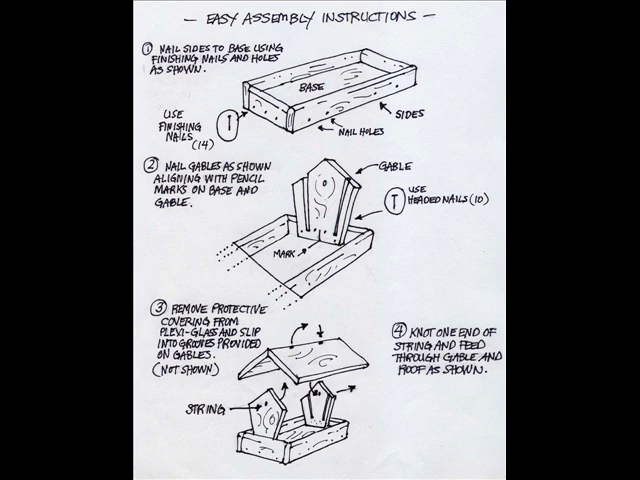 — EASY ASSEMBLY INSTRUCTIONS —
① NAIL SIDES TO BASE USING
FINISHING NAILS AND HOLES
AS SHOWN.
BASE
USE
FINISHING
NAILS
(14)
SIDES
NAIL HOLES
② NAIL GABLES AS SHOWN
ALIGNING WITH PENCIL
MARKS ON BASE AND
GABLE.
GABLE
USE
HEADED NAILS (10)
MARK
③ REMOVE PROTECTIVE
COVERING FROM
PLEXI-GLASS AND SLIP
INTO GROOVES PROVIDED
ON GABLES.
(NOT SHOWN)
④ KNOT ONE END OF
STRING AND FEED
THROUGH GABLE AND
ROOF AS SHOWN.
STRING